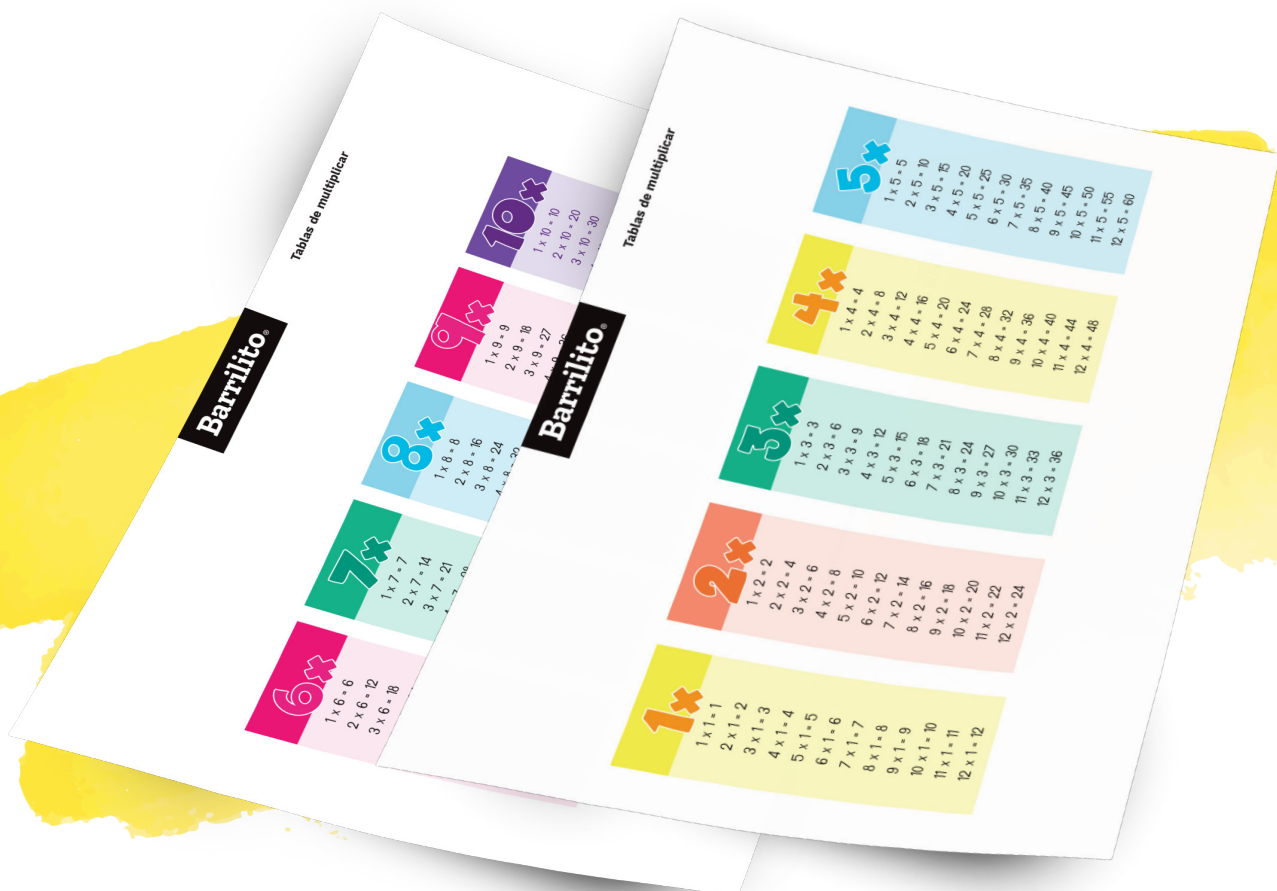 Barrilito®
Tablas de multiplicar
6x
1 x 6 = 6
2 x 6 = 12
3 x 6 = 18
7x
1 x 7 = 7
2 x 7 = 14
3 x 7 = 21
8x
1 x 8 = 8
2 x 8 = 16
3 x 8 = 24
9x
1 x 9 = 9
2 x 9 = 18
3 x 9 = 27
10x
1 x 10 = 10
2 x 10 = 20
3 x 10 = 30
Barrilito®
Tablas de multiplicar
1x
1 x 1 = 1
2 x 1 = 2
3 x 1 = 3
4 x 1 = 4
5 x 1 = 5
6 x 1 = 6
7 x 1 = 7
8 x 1 = 8
9 x 1 = 9
10 x 1 = 10
11 x 1 = 11
12 x 1 = 12
2x
1 x 2 = 2
2 x 2 = 4
3 x 2 = 6
4 x 2 = 8
5 x 2 = 10
6 x 2 = 12
7 x 2 = 14
8 x 2 = 16
9 x 2 = 18
10 x 2 = 20
11 x 2 = 22
12 x 2 = 24
3x
1 x 3 = 3
2 x 3 = 6
3 x 3 = 9
4 x 3 = 12
5 x 3 = 15
6 x 3 = 18
7 x 3 = 21
8 x 3 = 24
9 x 3 = 27
10 x 3 = 30
11 x 3 = 33
12 x 3 = 36
4x
1 x 4 = 4
2 x 4 = 8
3 x 4 = 12
4 x 4 = 16
5 x 4 = 20
6 x 4 = 24
7 x 4 = 28
8 x 4 = 32
9 x 4 = 36
10 x 4 = 40
11 x 4 = 44
12 x 4 = 48
5x
1 x 5 = 5
2 x 5 = 10
3 x 5 = 15
4 x 5 = 20
5 x 5 = 25
6 x 5 = 30
7 x 5 = 35
8 x 5 = 40
9 x 5 = 45
10 x 5 = 50
11 x 5 = 55
12 x 5 = 60